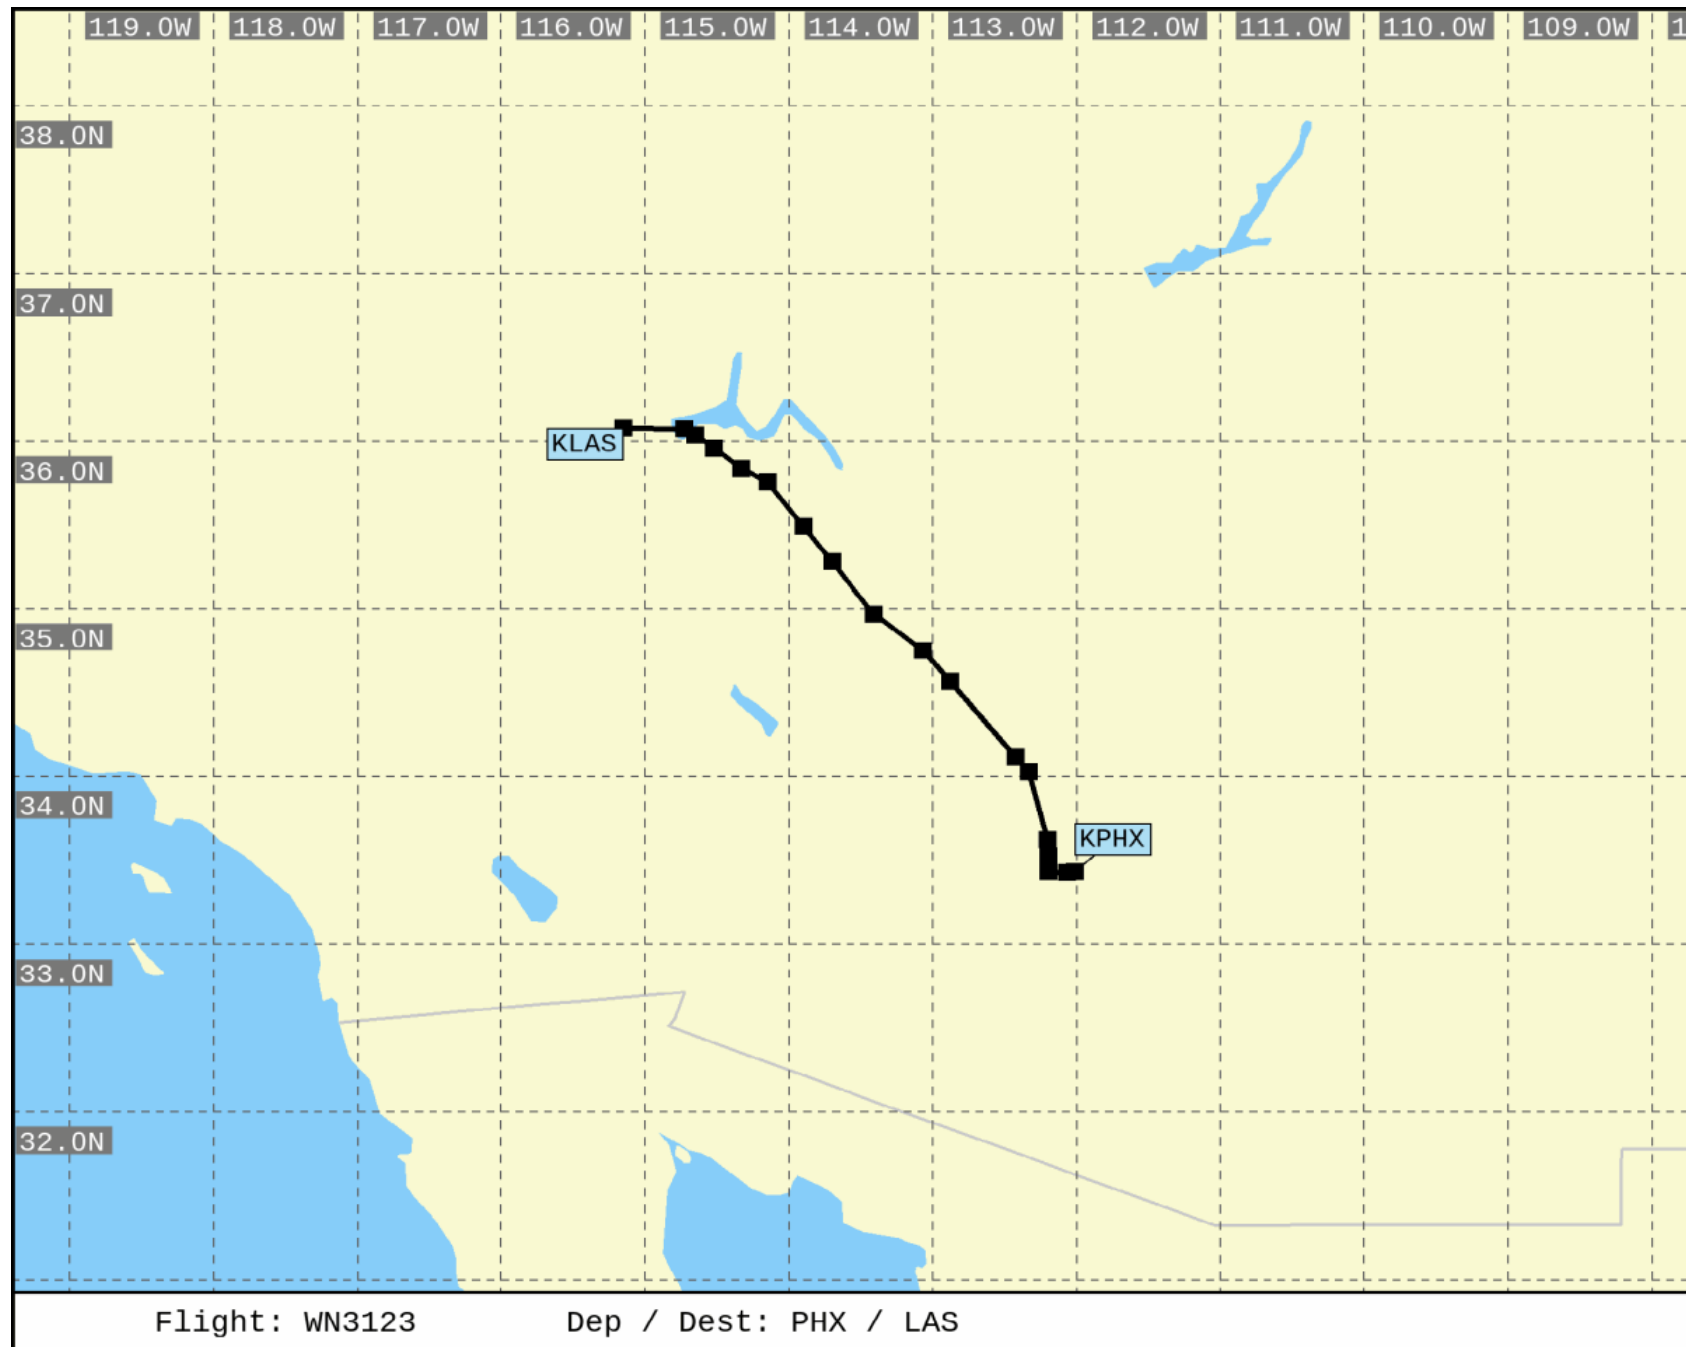 119.0W 118.0W 117.0W 116.0W 115.0W 114.0W 113.0W 112.0W 111.0W 110.0W 109.0W 1
38.0N
37.0N
36.0N
KLAS
35.0N
34.0N
KPHX
33.0N
32.0N
Flight: WN3123 Dep / Dest: PHX / LAS